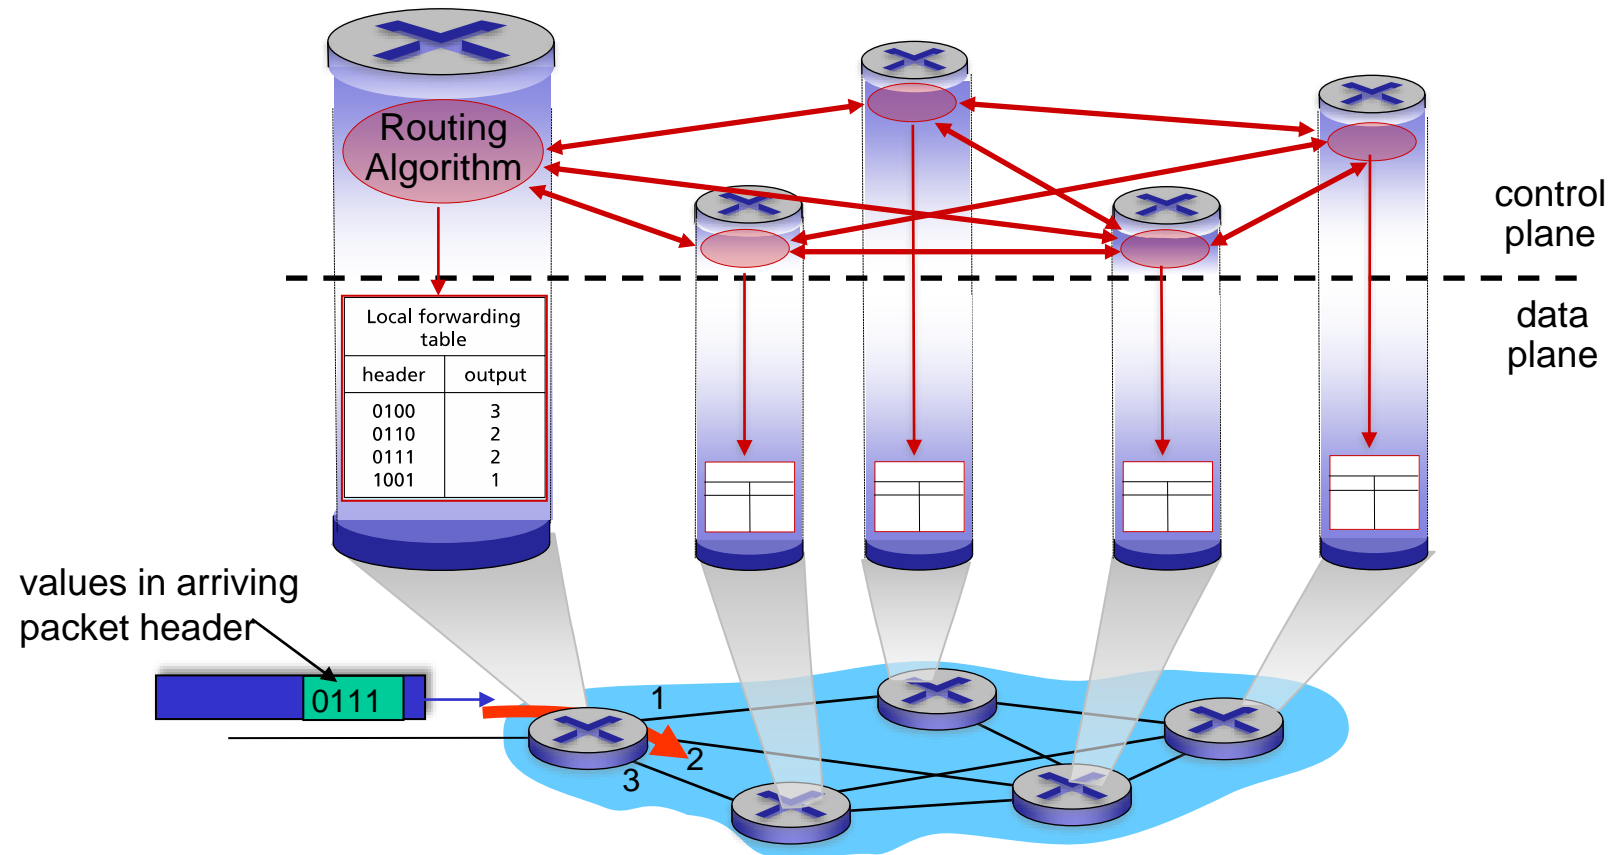 Routing
Algorithm
control
plane
data
plane
Local forwarding
table
header output
0100 3
0110 2
0111 2
1001 1
values in arriving
packet header
0111
1
2
3